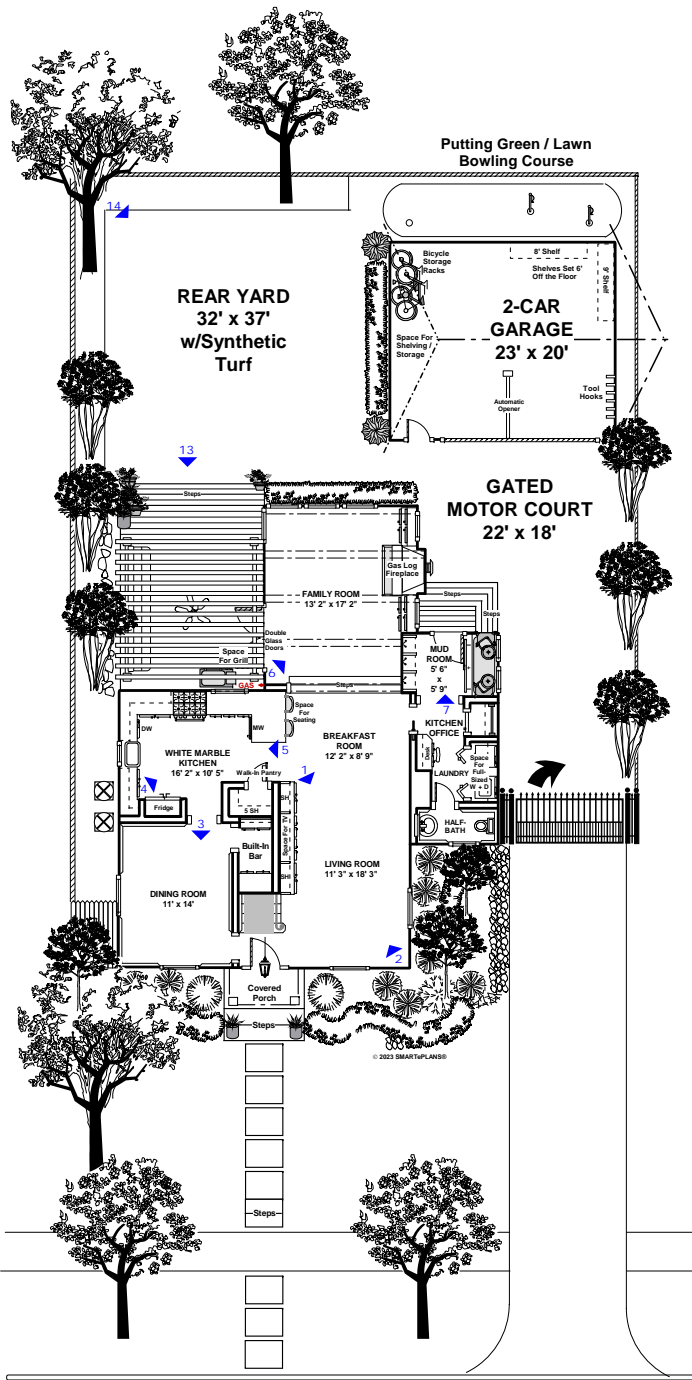 Putting Green / Lawn
Bowling Course
14
Bicycle
Storage
Racks
8' Shelf
Shelves Set 6'
Off the Floor
9' Shelf
REAR YARD
32' x 37'
w/Synthetic
Turf
2-CAR
GARAGE
23' x 20'
Space For
Shelving /
Storage
Automatic
Opener
Tool
Hooks
13
Steps
GATED
MOTOR COURT
22' x 18'
Gas Log
Fireplace
FAMILY ROOM
13' 2" x 17' 2"
Steps
Steps
Double
Glass
Doors
Space
For Grill
GAS
6
Steps
MUD
ROOM
5' 6"
x
5' 9"
7
KITCHEN
OFFICE
Space
For
Seating
DW
MW
WHITE MARBLE
KITCHEN
16' 2" x 10' 5"
5
BREAKFAST
ROOM
12' 2" x 8' 9"
Desk
Space
For
Full-
Sized
W + D
LAUNDRY
Walk-In Pantry
1
4
Fridge
5 SH
SH
3
Built-In
Bar
Space For TV
HALF-
BATH
LIVING ROOM
11' 3" x 18' 3"
SHI
DINING ROOM
11' x 14'
2
Covered
Porch
Steps
© 2023 SMARTePLANS®
Steps